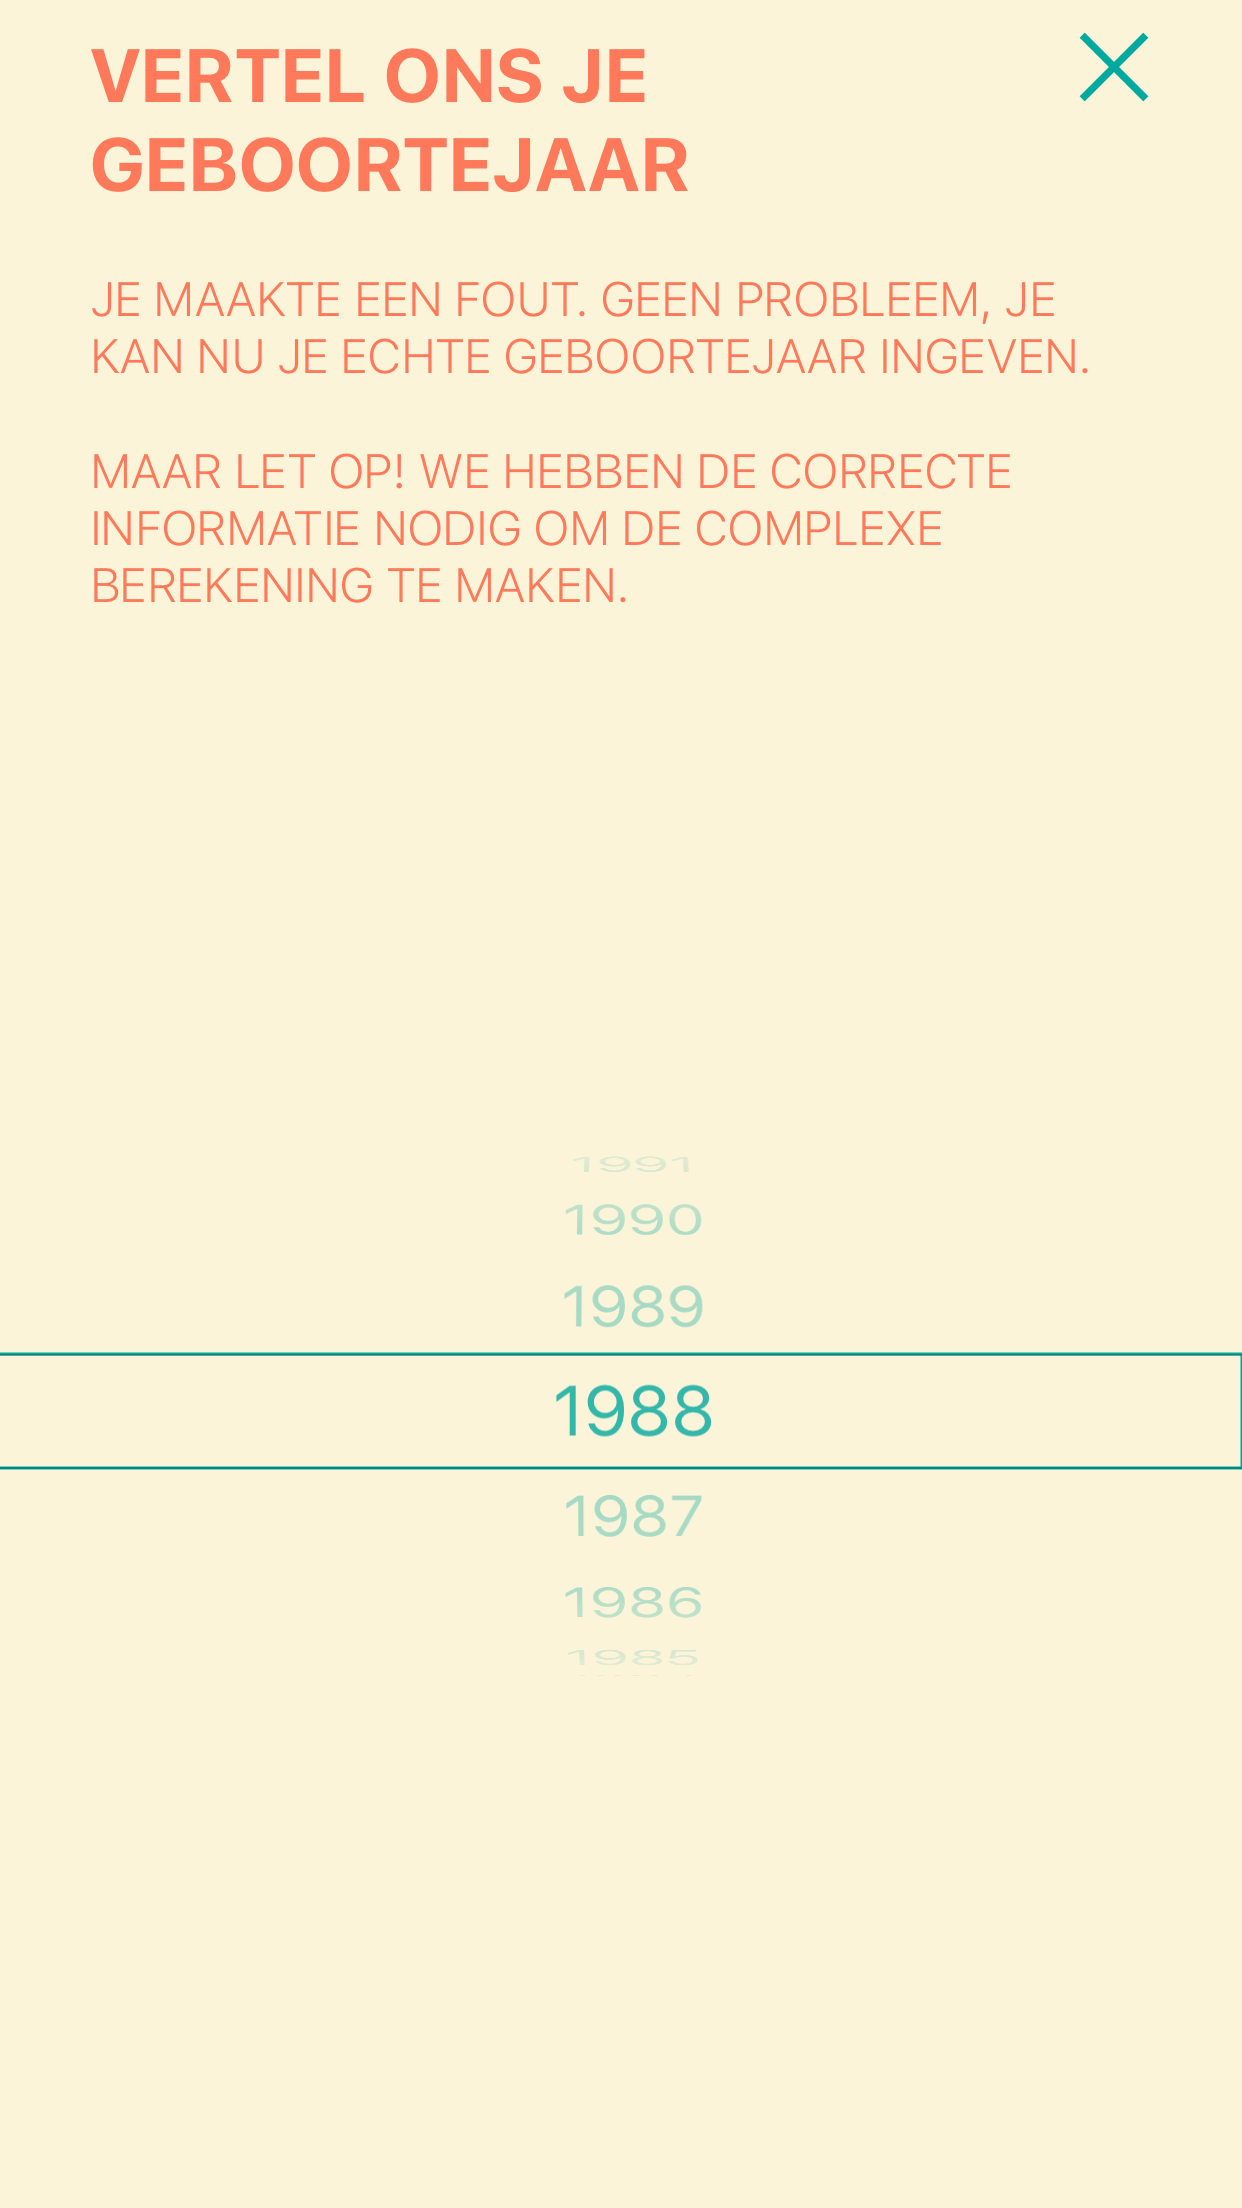 VERTEL ONS JE
GEBOORTEJAAR
JE MAAKTE EEN FOUT. GEEN PROBLEEM, JE
KAN NU JE ECHTE GEBOORTEJAAR INGEVEN.
MAAR LET OP! WE HEBBEN DE CORRECTE
INFORMATIE NODIG OM DE COMPLEXE
BEREKENING TE MAKEN.
1991
1990
1989
1988
1987
1986
1985